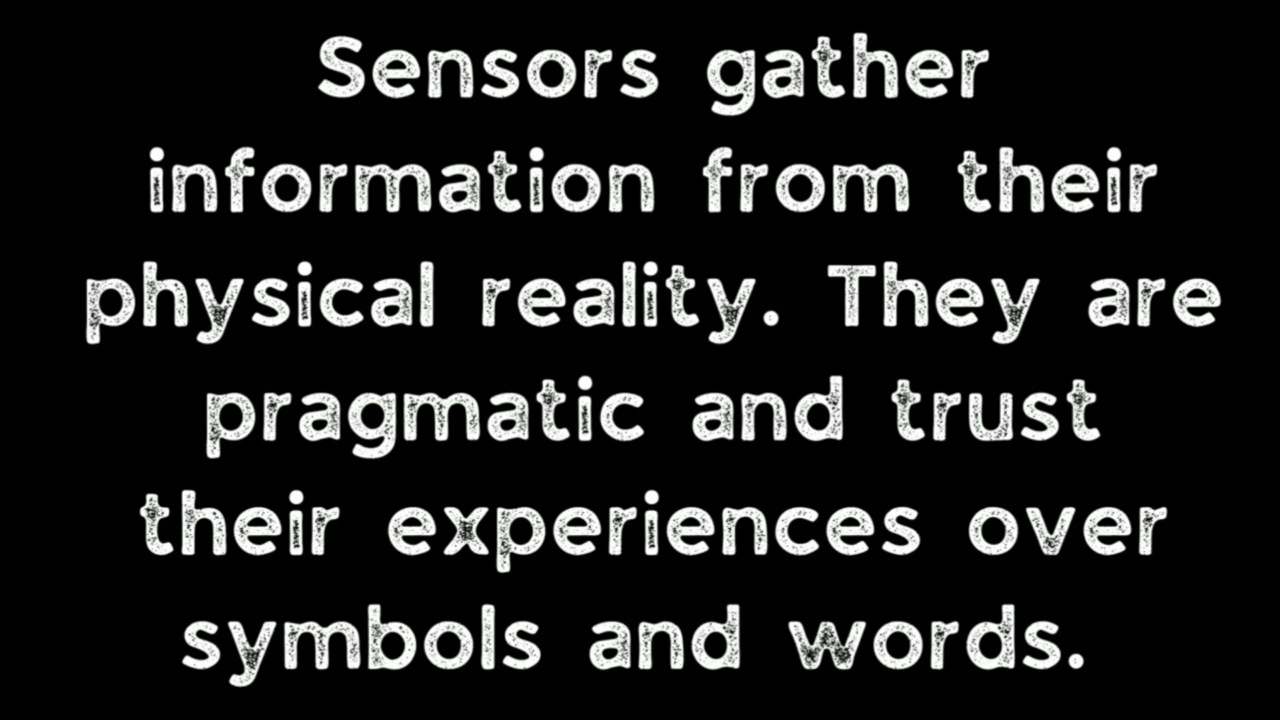 Sensors gather
information from their
physical reality. They are
pragmatic and trust
their experiences over
symbols and words.